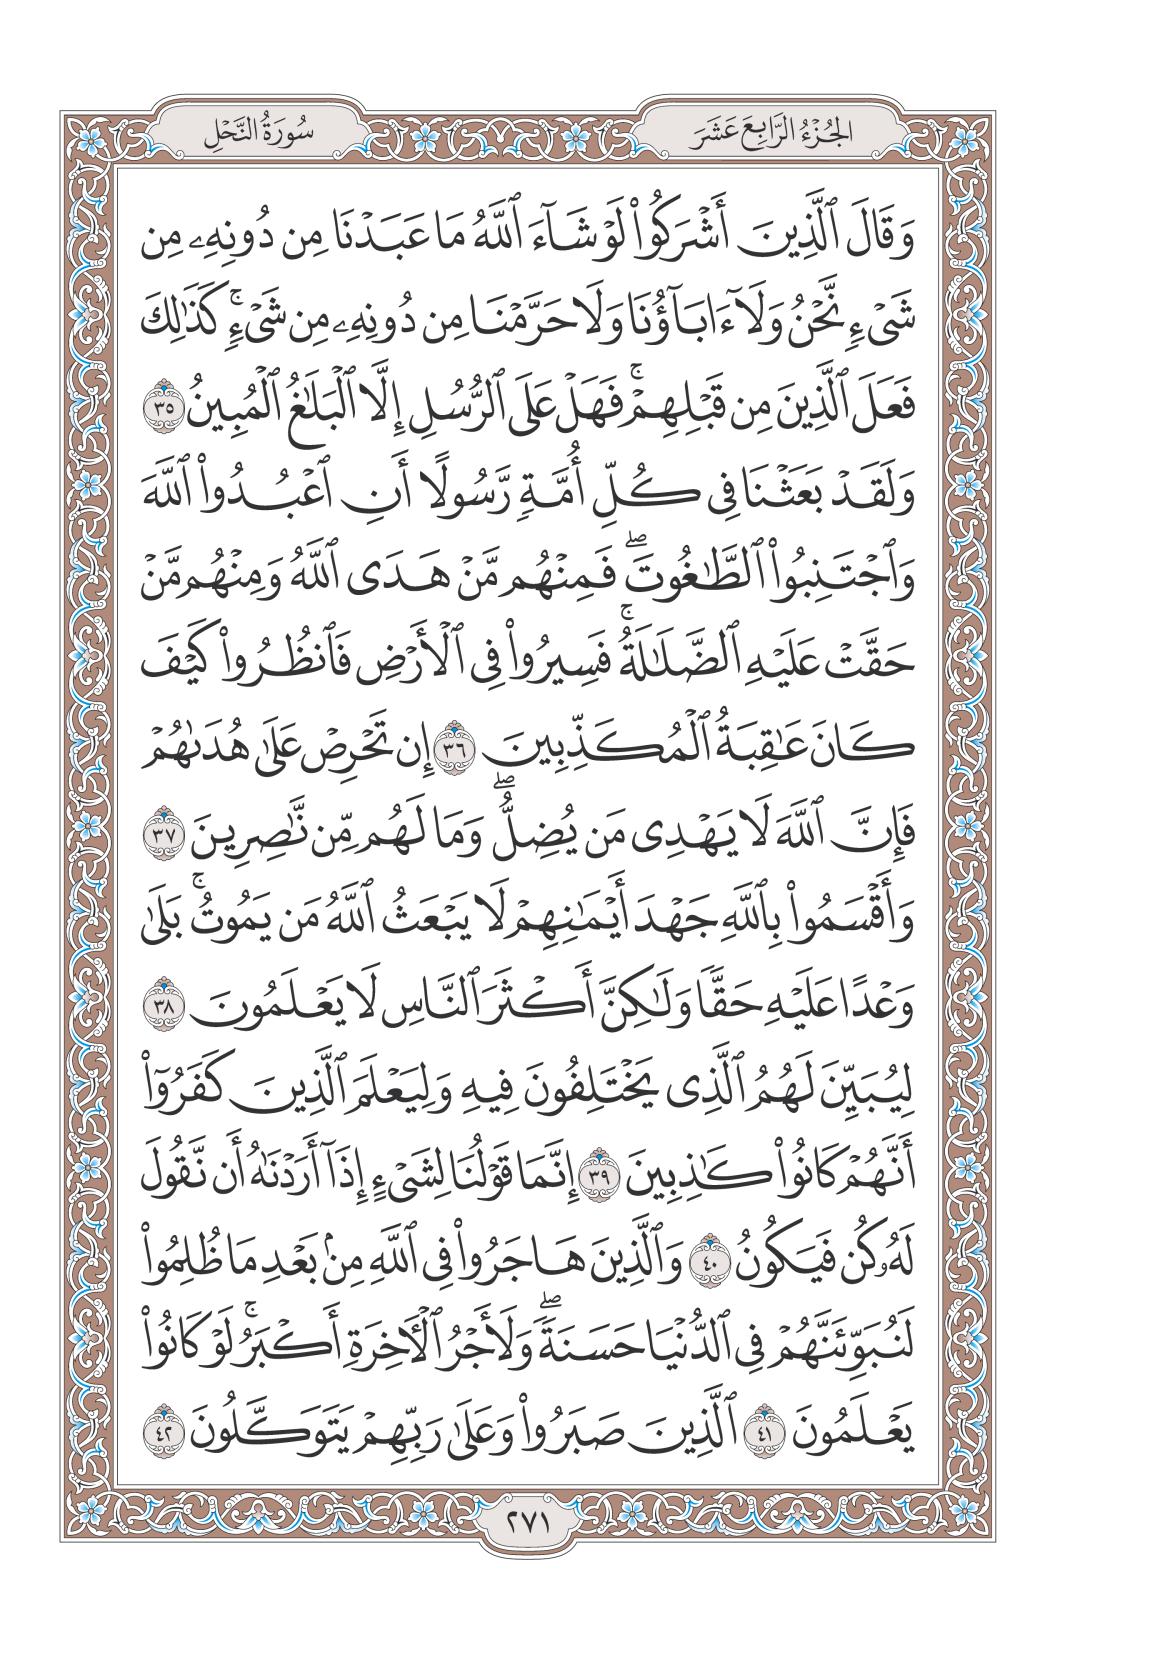 الجُزْءُ الرَّابِعَ عَشَرَ
سُورَةُ النَّحْلِ
وَقَالَ ٱلَّذِينَ أَشْرَكُوا۟ لَوْ شَآءَ ٱللَّهُ مَا عَبَدْنَا مِن دُونِهِۦ مِن
شَىْءٍ نَّحْنُ وَلَآ ءَابَآؤُنَا وَلَا حَرَّمْنَا مِن دُونِهِۦ مِن شَىْءٍۚ كَذَٰلِكَ
فَعَلَ ٱلَّذِينَ مِن قَبْلِهِمْۚ فَهَلْ عَلَى ٱلرُّسُلِ إِلَّا ٱلْبَلَٰغُ ٱلْمُبِينُ ٣٥
وَلَقَدْ بَعَثْنَا فِى كُلِّ أُمَّةٍ رَّسُولًا أَنِ ٱعْبُدُوا۟ ٱللَّهَ
وَٱجْتَنِبُوا۟ ٱلطَّٰغُوتَۖ فَمِنْهُم مَّنْ هَدَى ٱللَّهُ وَمِنْهُم مَّنْ
حَقَّتْ عَلَيْهِ ٱلضَّلَٰلَةُۚ فَسِيرُوا۟ فِى ٱلْأَرْضِ فَٱنظُرُوا۟ كَيْفَ
كَانَ عَٰقِبَةُ ٱلْمُكَذِّبِينَ ٣٦ إِن تَحْرِصْ عَلَىٰ هُدَىٰهُمْ
فَإِنَّ ٱللَّهَ لَا يَهْدِى مَن يُضِلُّۖ وَمَا لَهُم مِّن نَّٰصِرِينَ ٣٧
وَأَقْسَمُوا۟ بِٱللَّهِ جَهْدَ أَيْمَٰنِهِمْ لَا يَبْعَثُ ٱللَّهُ مَن يَمُوتُۚ بَلَىٰ
وَعْدًا عَلَيْهِ حَقًّا وَلَٰكِنَّ أَكْثَرَ ٱلنَّاسِ لَا يَعْلَمُونَ ٣٨
لِيُبَيِّنَ لَهُمُ ٱلَّذِى يَخْتَلِفُونَ فِيهِ وَلِيَعْلَمَ ٱلَّذِينَ كَفَرُوٓا۟
أَنَّهُمْ كَانُوا۟ كَٰذِبِينَ ٣٩ إِنَّمَا قَوْلُنَا لِشَىْءٍ إِذَآ أَرَدْنَٰهُ أَن نَّقُولَ
لَهُۥ كُن فَيَكُونُ ٤٠ وَٱلَّذِينَ هَاجَرُوا۟ فِى ٱللَّهِ مِنۢ بَعْدِ مَا ظُلِمُوا۟
لَنُبَوِّئَنَّهُمْ فِى ٱلدُّنْيَا حَسَنَةًۖ وَلَأَجْرُ ٱلْءَاخِرَةِ أَكْبَرُۚ لَوْ كَانُوا۟
يَعْلَمُونَ ٤١ ٱلَّذِينَ صَبَرُوا۟ وَعَلَىٰ رَبِّهِمْ يَتَوَكَّلُونَ ٤٢
٢٧١